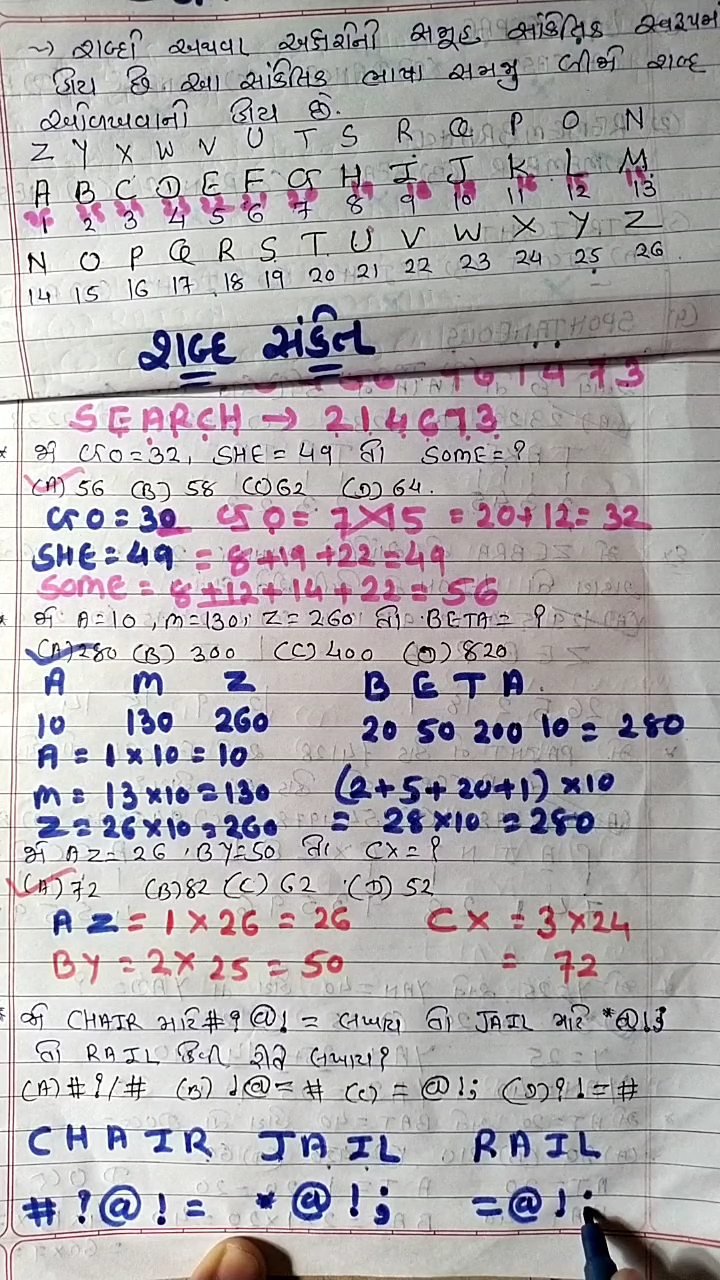 ~) શબ્દો અથવા અક્ષરોનો સમૂહ સાંકેતિક સ્વરૂપમાં
હોય છે આ સાંકેતિક ભાષા સમજી બીજો શબ્દ
ઓળખવાનો હોય છે.
Z Y X W V U T S R Q P O N
A B C D E F G H I J K L M
1 2 3 4 5 6 7 8 9 10 11 12 13
N O P Q R S T U V W X Y Z
14 15 16 17 18 19 20 21 22 23 24 25 26
શબ્દ સંકેત
SEARCH → 214673
* જો GO=32, SHE=49 તો SOME=?
(A) 56 (B) 58 (C) 62 (D) 64.
GO = 30 GO = 7×15 = 20+12= 32
SHE = 49 = 8+19+22=49
SOME = 8+12+14+22=56
* જો A=10, M=130, Z=260 તો BETA= ?
(A) 280 (B) 300 (C) 400 (D) 820
A M Z B E T A
10 130 260 20 50 200 10 = 280
A = 1×10=10
M= 13×10=130 (2+5+20+1)×10
Z=26×10=260 = 28×10=280
જો AZ=26, BY=50 તો CX=?
(A) 72 (B) 82 (C) 62 (D) 52
AZ = 1×26=26 CX = 3×24
BY = 2×25=50 = 72
* જો CHAIR માટે #?@!= લખાય તો JAIL માટે *@!;
તો RAIL કેવી રીતે લખાય?
(A) #?/# (B) !@=# (C) =@!; (D) ?!=#
CHAIR JAIL RAIL
#?@!= *@!; =@!;